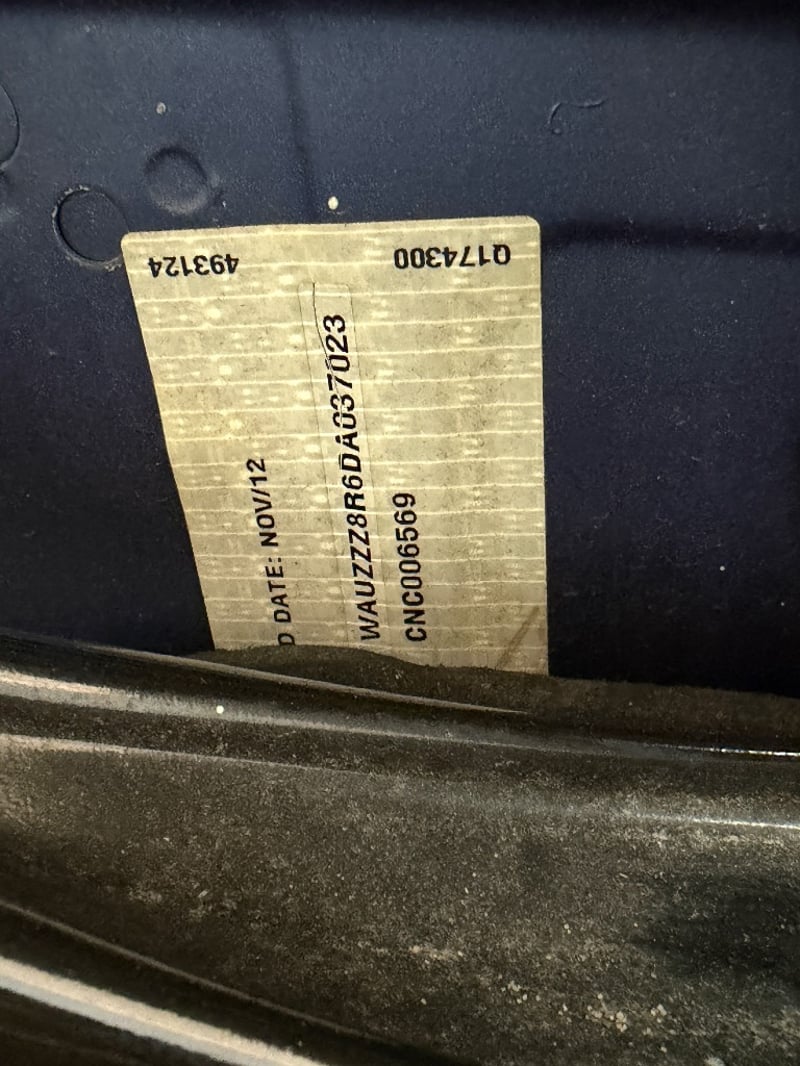 493124
Q174300
D DATE: NOV/12
WAUZZZ8R6DA037023
CNC006569